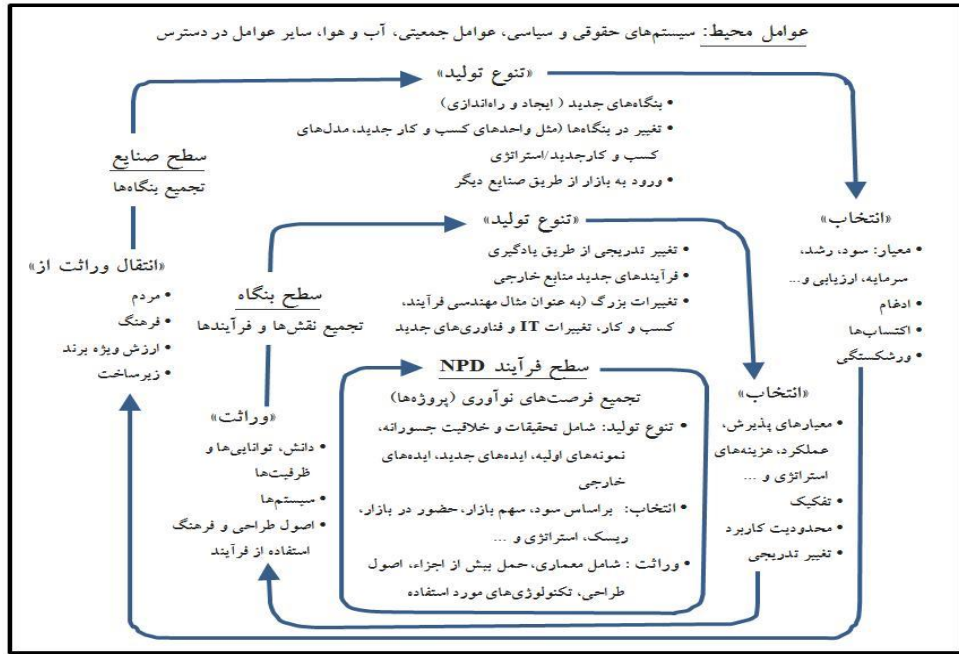 عوامل محیط: سیستم‌های حقوقی و سیاسی، عوامل جمعیتی، آب و هوا، سایر عوامل در دسترس
«تنوع تولید»
• بنگاه‌های جدید ( ایجاد و راه‌اندازی)
• تغییر در بنگاه‌ها (مثل واحدهای کسب و کار جدید، مدل‌های
کسب و کارجدید/استراتژی
• ورود به بازار از طریق صنایع دیگر
سطح صنایع
تجمیع بنگاه‌ها
«انتخاب»
• معیار: سود، رشد،
سرمایه، ارزیابی و...
• ادغام
• اکتساب‌ها
• ورشکستگی
«انتقال وراثت از»
• مردم
• فرهنگ
• ارزش ویژه برند
• زیرساخت
«تنوع تولید»
• تغییر تدریجی از طریق یادگیری
• فرآیندهای جدید منابع خارجی
• تغییرات بزرگ (به عنوان مثال مهندسی فرآیند،
کسب و کار، تغییرات IT و فناوری‌های جدید
سطح بنگاه
تجمیع نقش‌ها و فرآیندها
«انتخاب»
• معیارهای پذیرش،
عملکرد، هزینه‌های
استراتژی و ...
• تفکیک
• محدودیت کاربرد
• تغییر تدریجی
«وراثت»
• دانش، توانایی‌ها و
ظرفیت‌ها
• سیستم‌ها
• اصول طراحی و فرهنگ
استفاده از فرآیند
سطح فرآیند NPD
تجمیع فرصت‌های نوآوری (پروژه‌ها)
• تنوع تولید: شامل تحقیقات و خلاقیت جسورانه،
نمونه‌های اولیه، ایده‌های جدید، ایده‌های
خارجی
• انتخاب: براساس سود، سهم بازار، حضور در بازار،
ریسک، استراتژی و ...
• وراثت : شامل معماری، حمل بیش از اجزاء، اصول
طراحی، تکنولوژی‌های مورد استفاده